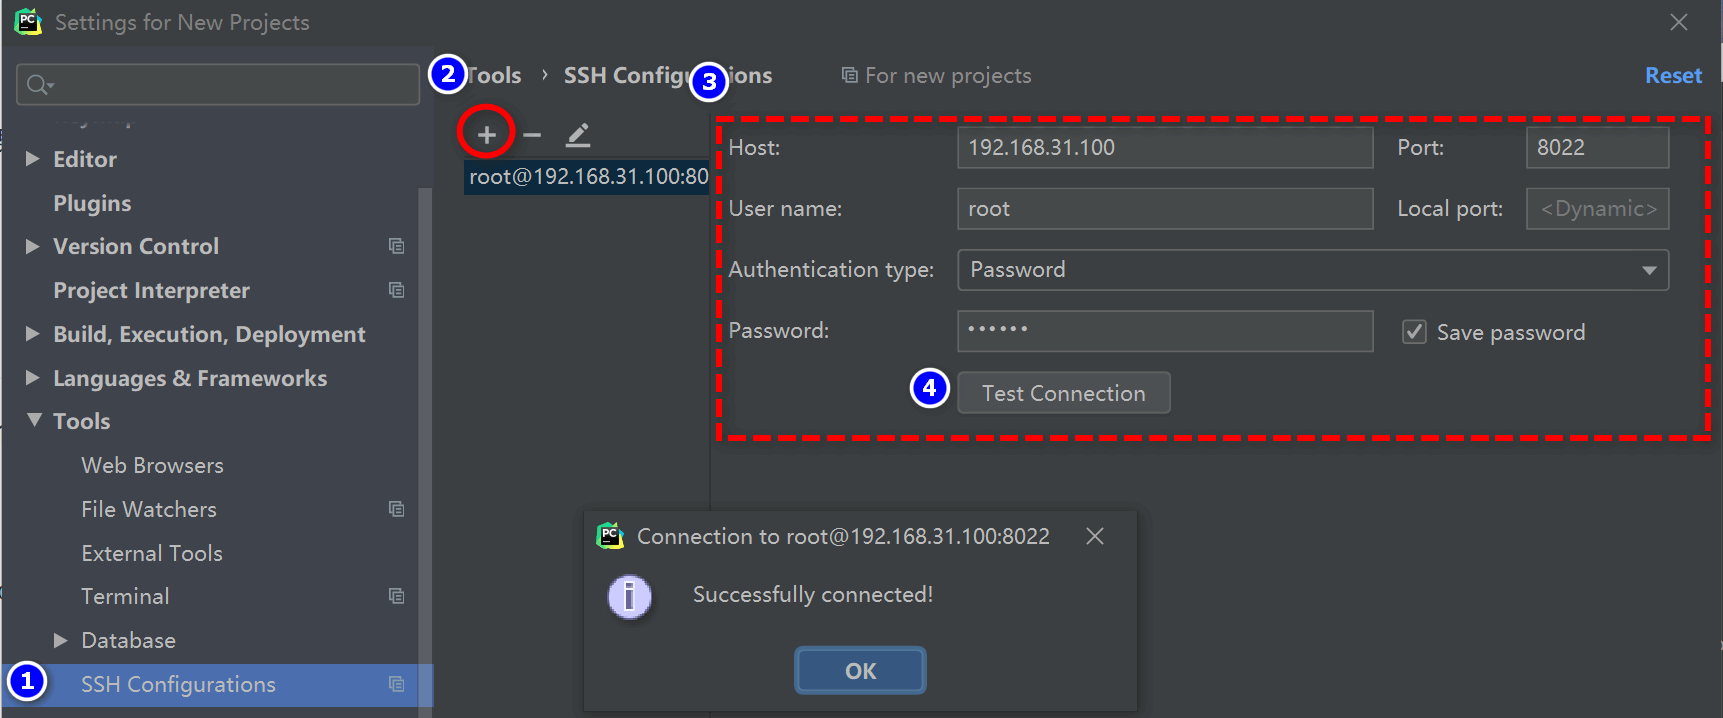 PC Settings for New Projects
Editor
Plugins
Version Control
Project Interpreter
Build, Execution, Deployment
Languages & Frameworks
Tools
Web Browsers
File Watchers
External Tools
Terminal
Database
1 SSH Configurations
2 Tools › SSH Configurations 3 For new projects Reset
root@192.168.31.100:80
Host: 192.168.31.100 Port: 8022
User name: root Local port: <Dynamic>
Authentication type: Password
Password: •••••• Save password
4 Test Connection
PC Connection to root@192.168.31.100:8022
i Successfully connected!
OK